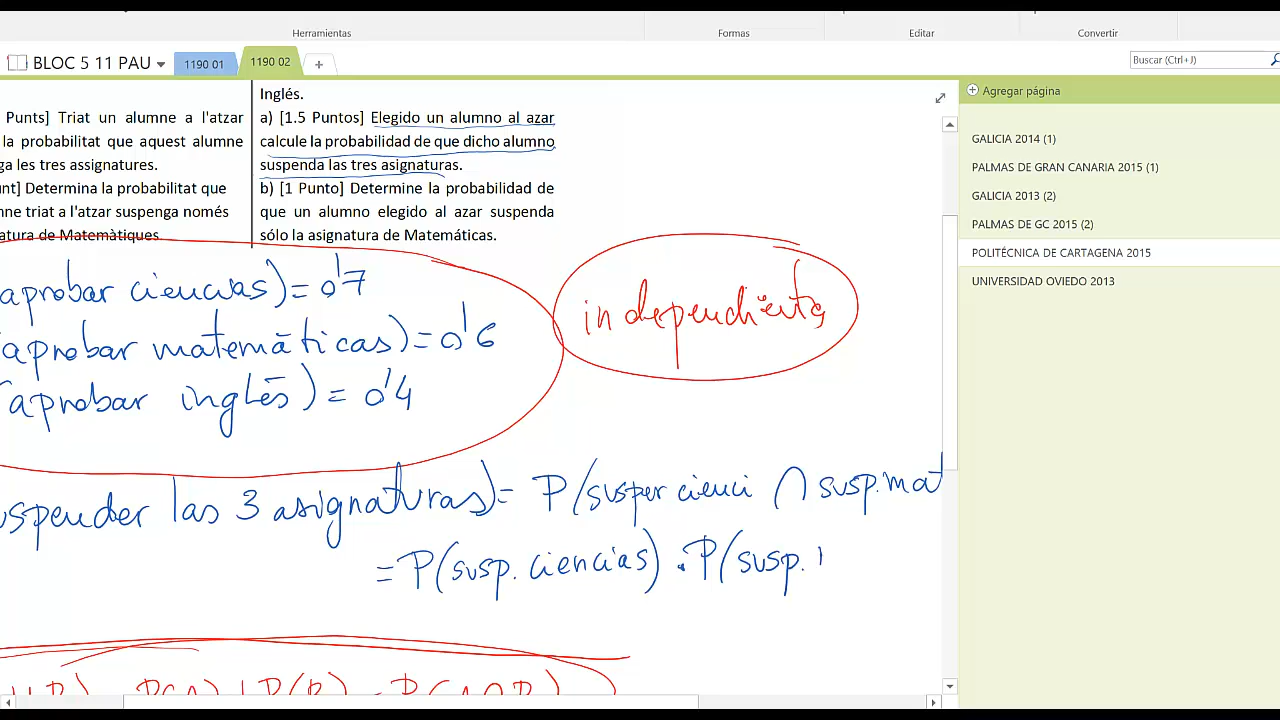 Herramientas
Formas
Editar
Convertir
BLOC 5 11 PAU
1190 01
1190 02
+
Buscar (Ctrl+J)
Agregar página
GALICIA 2014 (1)
PALMAS DE GRAN CANARIA 2015 (1)
GALICIA 2013 (2)
PALMAS DE GC 2015 (2)
POLITÉCNICA DE CARTAGENA 2015
UNIVERSIDAD OVIEDO 2013
Punts] Triat un alumne a l'atzar
la probabilitat que aquest alumne
ga les tres assignatures.
unt] Determina la probabilitat que
mne triat a l'atzar suspenga només
natura de Matemàtiques.
Inglés.
a) [1.5 Puntos] Elegido un alumno al azar
calcule la probabilidad de que dicho alumno
suspenda las tres asignaturas.
b) [1 Punto] Determine la probabilidad de
que un alumno elegido al azar suspenda
sólo la asignatura de Matemáticas.
aprobar ciencias) = 0'7
aprobar matemáticas) = 0'6
(aprobar inglés) = 0'4
independientes
uspender las 3 asignaturas) = P(susper cienci ∩ susp.mat
= P(susp. ciencias) . P(susp.
P(A) + P(B) - P(A∩B)